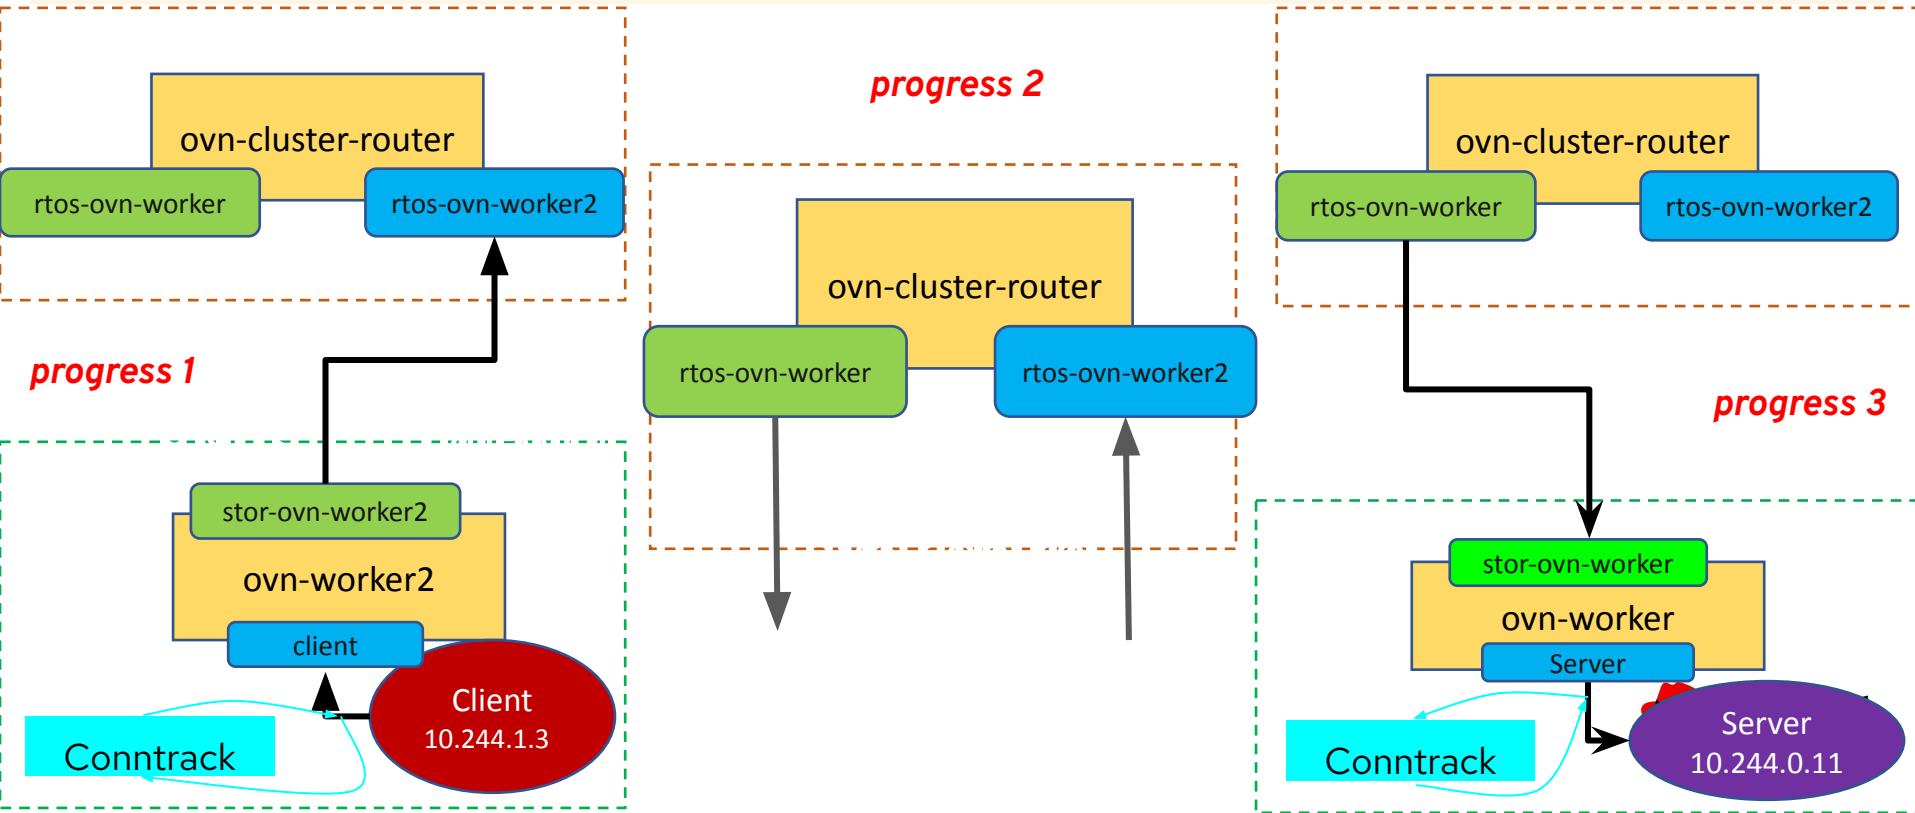 ovn-cluster-router
rtos-ovn-worker
rtos-ovn-worker2
progress 1
stor-ovn-worker2
ovn-worker2
client
Client
10.244.1.3
Conntrack
progress 2
ovn-cluster-router
rtos-ovn-worker
rtos-ovn-worker2
ovn-cluster-router
rtos-ovn-worker
rtos-ovn-worker2
progress 3
stor-ovn-worker
ovn-worker
Server
Server
10.244.0.11
Conntrack